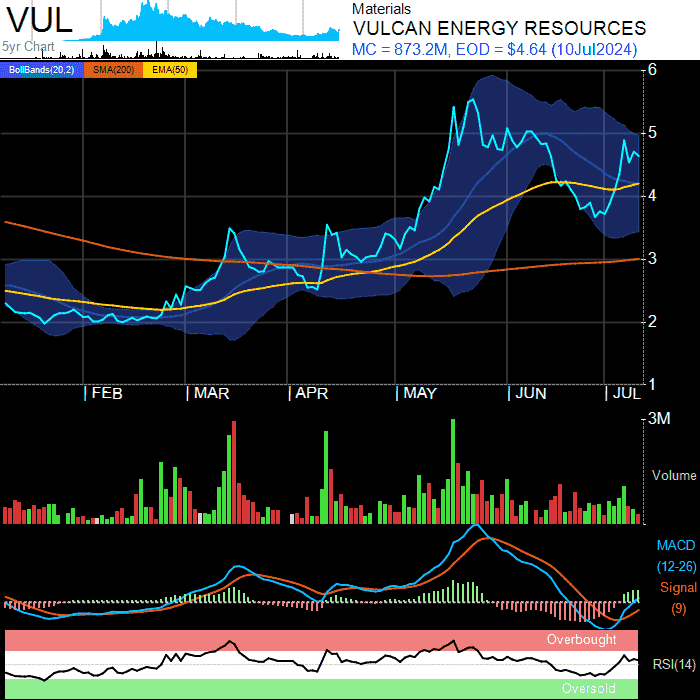 VUL
5yr Chart
Materials
VULCAN ENERGY RESOURCES
MC = 873.2M, EOD = $4.64 (10Jul2024)
BollBands(20,2) SMA(200) EMA(50)
6
5
4
3
2
1
FEB MAR APR MAY JUN JUL
3M
Volume
MACD
(12-26)
Signal
(9)
Overbought
RSI(14)
Oversold